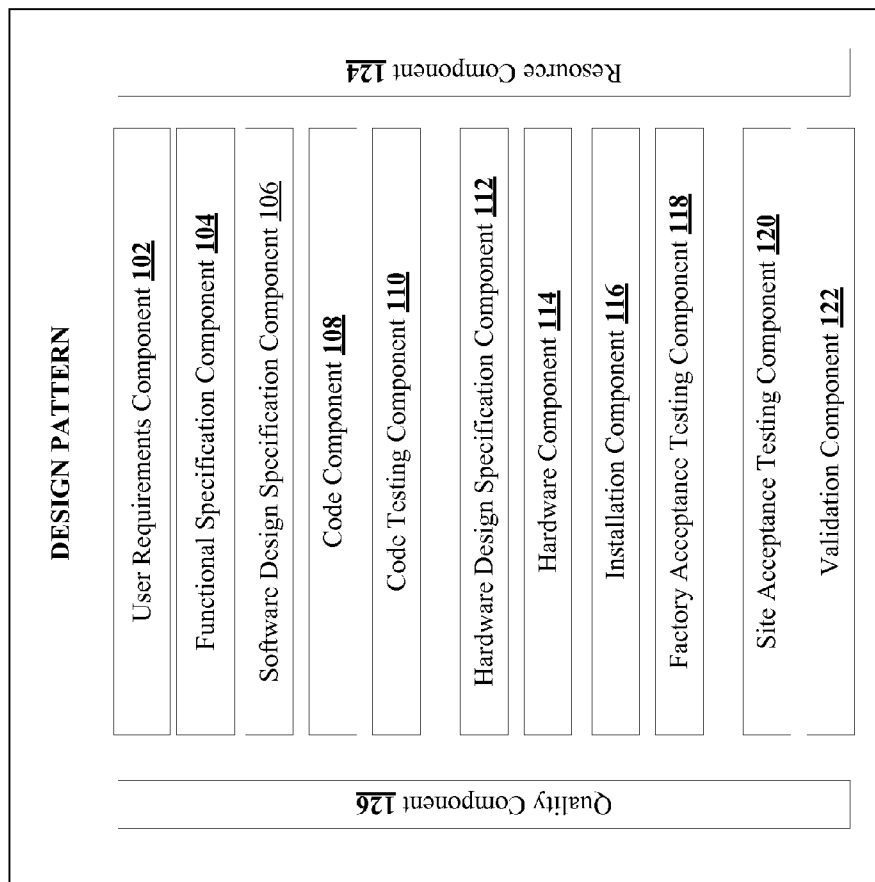 DESIGN PATTERN
User Requirements Component 102
Functional Specification Component 104
Software Design Specification Component 106
Code Component 108
Code Testing Component 110
Hardware Design Specification Component 112
Hardware Component 114
Installation Component 116
Factory Acceptance Testing Component 118
Site Acceptance Testing Component 120
Validation Component 122
Quality Component 126
Resource Component 124